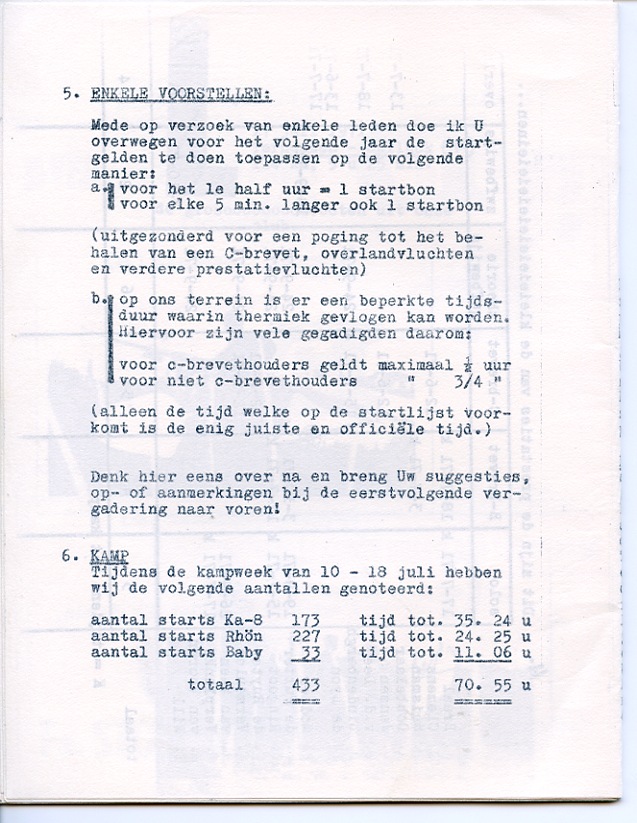 5. ENKELE VOORSTELLEN:
Mede op verzoek van enkele leden doe ik U
overwegen voor het volgende jaar de start-
gelden te doen toepassen op de volgende
manier:
a. voor het 1e half uur = 1 startbon
voor elke 5 min. langer ook 1 startbon
(uitgezonderd voor een poging tot het be-
halen van een C-brevet, overlandvluchten
en verdere prestatievluchten)
b. op ons terrein is er een beperkte tijds-
duur waarin thermiek gevlogen kan worden.
Hiervoor zijn vele gegadigden daarom:
voor c-brevethouders geldt maximaal ½ uur
voor niet c-brevethouders " 3/4 "
(alleen de tijd welke op de startlijst voor-
komt is de enig juiste en officiële tijd.)
Denk hier eens over na en breng Uw suggesties,
op- of aanmerkingen bij de eerstvolgende ver-
gadering naar voren!
6. KAMP
Tijdens de kampweek van 10 - 18 juli hebben
wij de volgende aantallen genoteerd:
aantal starts Ka-8 173 tijd tot. 35. 24 u
aantal starts Rhön 227 tijd tot. 24. 25 u
aantal starts Baby 33 tijd tot. 11. 06 u
totaal 433 70. 55 u